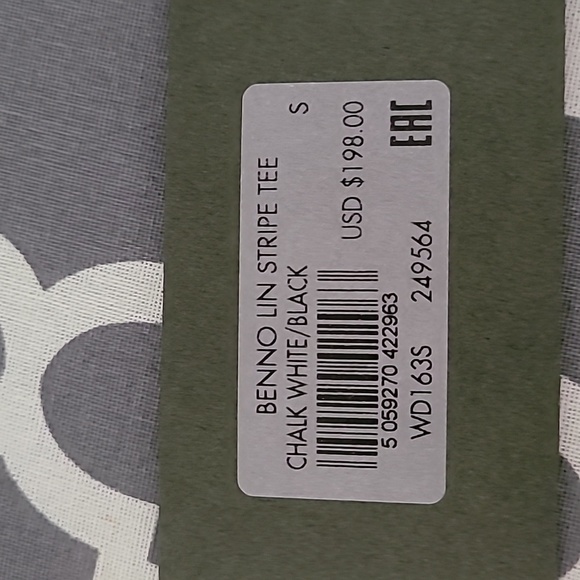 BENNO LIN STRIPE TEE
CHALK WHITE/BLACK S
USD $198.00
5 059270 422963
WD163S 249564 EAC